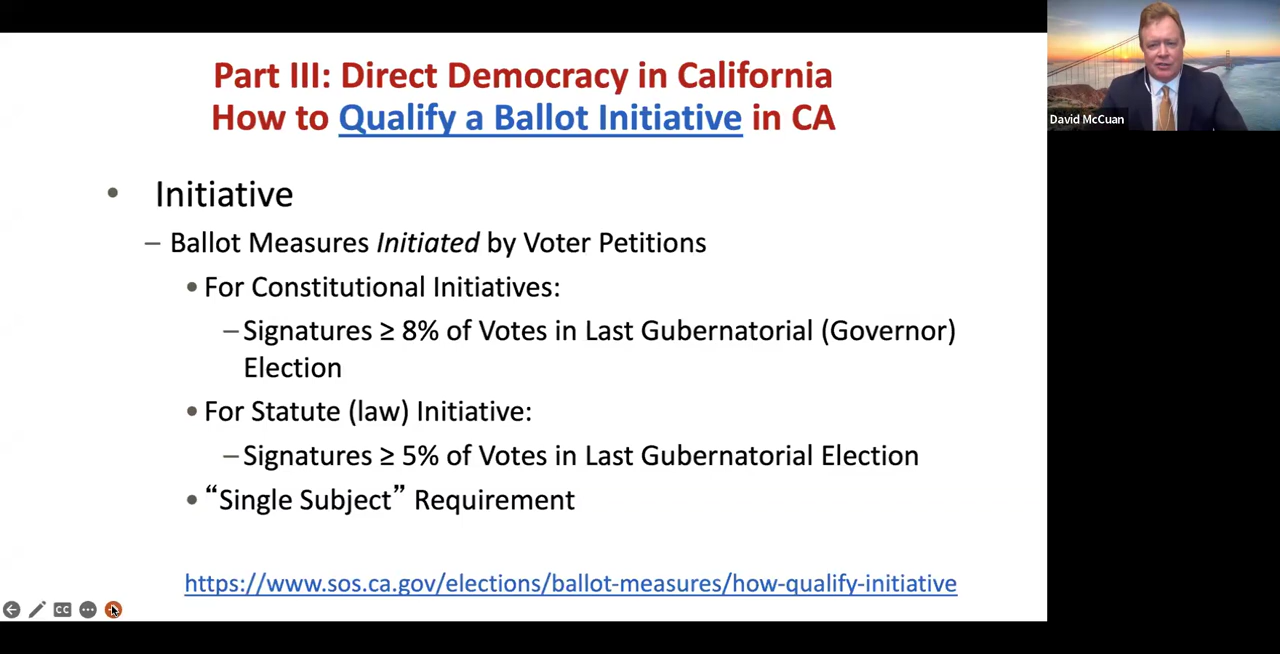 Part III: Direct Democracy in California
How to Qualify a Ballot Initiative in CA
• Initiative
– Ballot Measures Initiated by Voter Petitions
• For Constitutional Initiatives:
– Signatures ≥ 8% of Votes in Last Gubernatorial (Governor)
Election
• For Statute (law) Initiative:
– Signatures ≥ 5% of Votes in Last Gubernatorial Election
• “Single Subject” Requirement
https://www.sos.ca.gov/elections/ballot-measures/how-qualify-initiative
CC
David McCuan